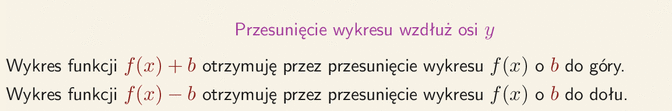 Przesunięcie wykresu wzdłuż osi y
Wykres funkcji f(x) + b otrzymuję przez przesunięcie wykresu f(x) o b do góry.
Wykres funkcji f(x) − b otrzymuję przez przesunięcie wykresu f(x) o b do dołu.